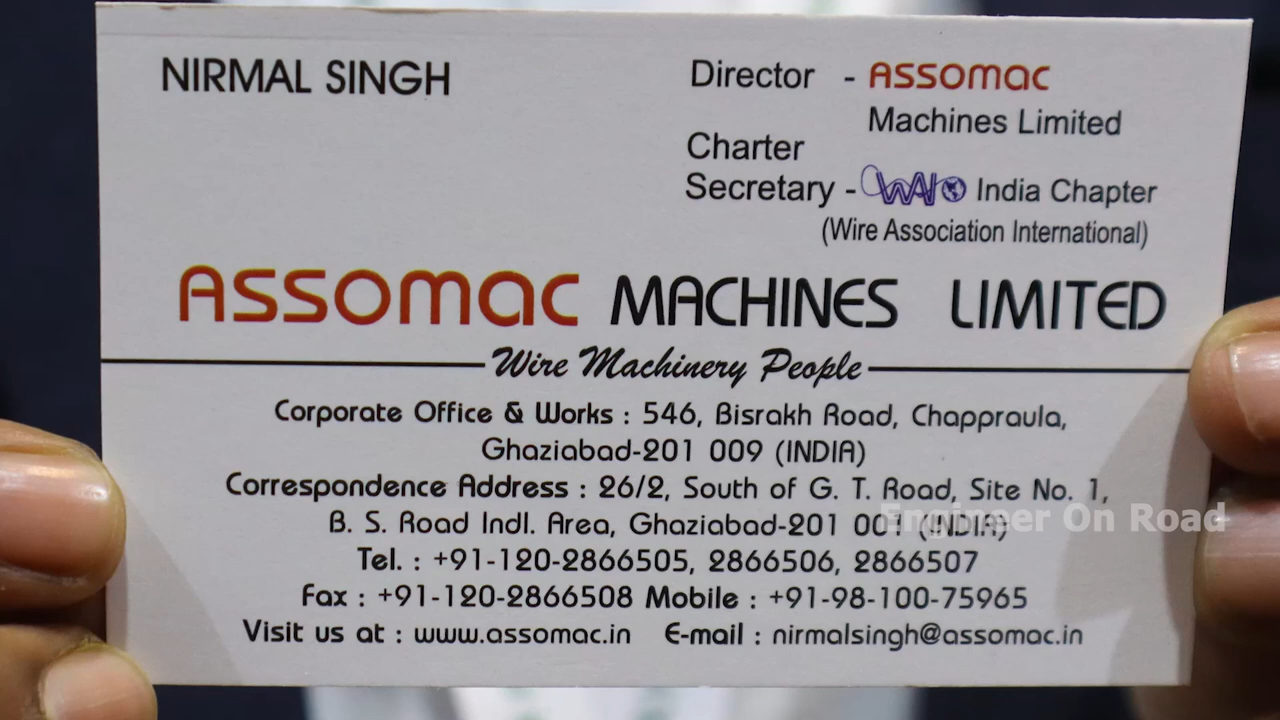 NIRMAL SINGH
Director - ASSOMAC
Machines Limited
Charter
Secretary - WAI India Chapter
(Wire Association International)
ASSOMAC MACHINES LIMITED
Wire Machinery People
Corporate Office & Works : 546, Bisrakh Road, Chappraula,
Ghaziabad-201 009 (INDIA)
Correspondence Address : 26/2, South of G. T. Road, Site No. 1,
B. S. Road Indl. Area, Ghaziabad-201 001 (INDIA)
Engineer On Road
Tel. : +91-120-2866505, 2866506, 2866507
Fax : +91-120-2866508 Mobile : +91-98-100-75965
Visit us at : www.assomac.in E-mail : nirmalsingh@assomac.in